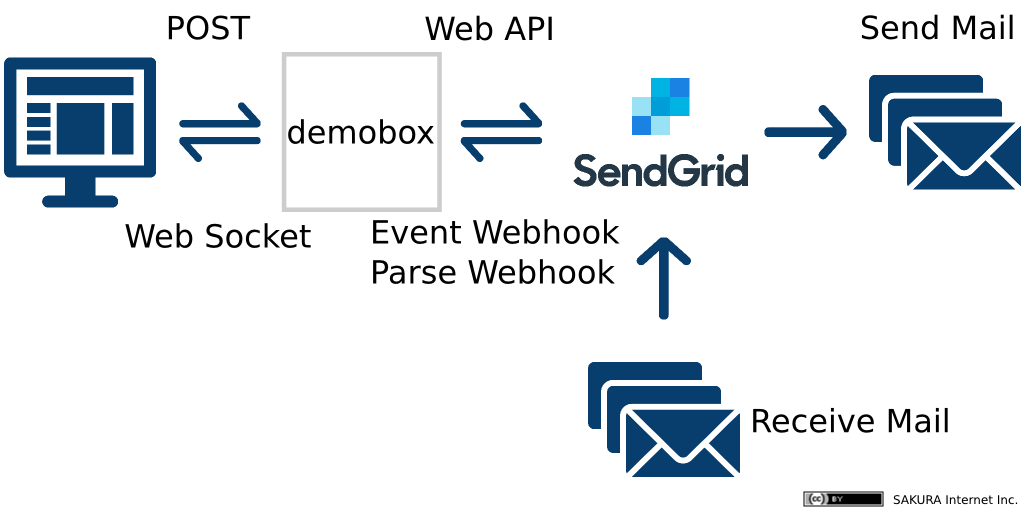 POST
Web API
Send Mail
demobox
SendGrid
Web Socket
Event Webhook
Parse Webhook
Receive Mail
cc BY
SAKURA Internet Inc.